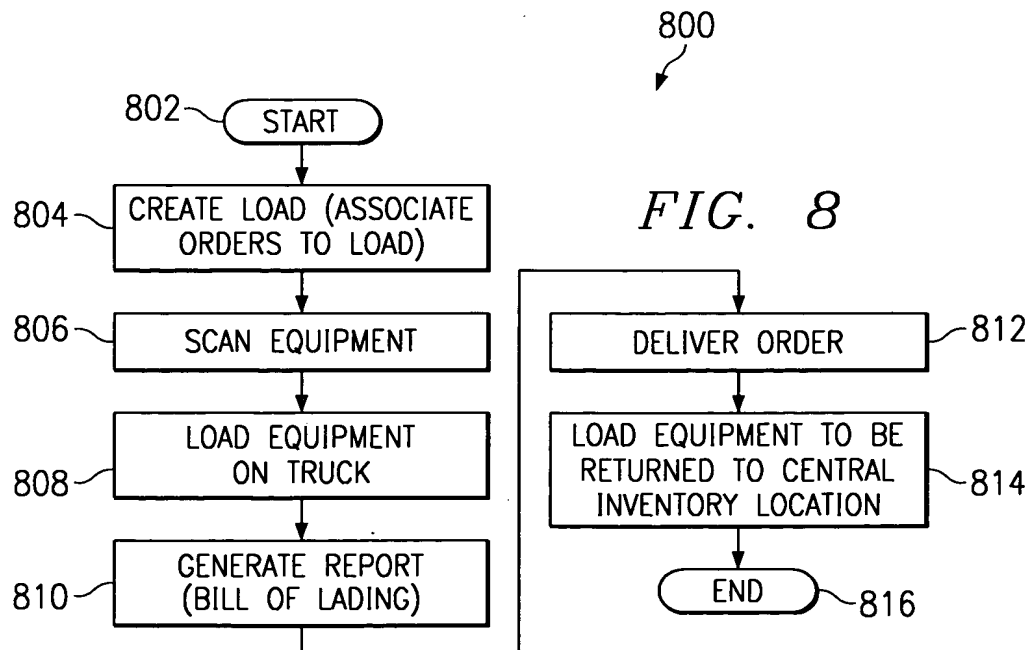 800
802
START
804
CREATE LOAD (ASSOCIATE
ORDERS TO LOAD)
FIG. 8
806
SCAN EQUIPMENT
808
LOAD EQUIPMENT
ON TRUCK
810
GENERATE REPORT
(BILL OF LADING)
DELIVER ORDER
812
LOAD EQUIPMENT TO BE
RETURNED TO CENTRAL
INVENTORY LOCATION
814
END
816